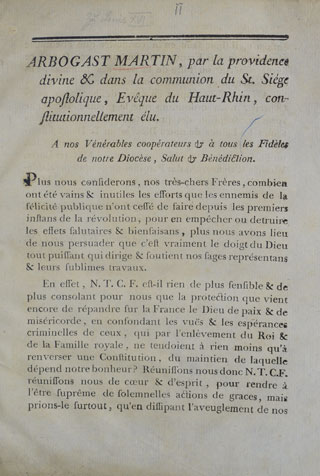 II
ARBOGAST MARTIN, par la providence
divine & dans la communion du St. Siége
apoſtolique, Evêque du Haut-Rhin, con-
ſtitutionnellement élu.
A nos Vénérables coopérateurs & à tous les Fidèles
de notre Diocèse, Salut & Bénédiction.
Plus nous conſiderons, nos très-chers Frères, combien
ont été vains & inutiles les efforts que les ennemis de la
félicité publique n'ont ceſſé de faire depuis les premiers
inſtans de la révolution, pour en empêcher ou detruire
les effets ſalutaires & bienfaisans, plus nous avons lieu
de nous persuader que c'eſt vraiment le doigt du Dieu
tout puiſſant qui dirige & ſoutient nos ſages représentans
& leurs ſublimes travaux.
En effet, N. T. C. F. eſt-il rien de plus ſenſible & de
plus consolant pour nous que la protection que vient
encore de répandre ſur la France le Dieu de paix & de
miséricorde, en confondant les vuës & les espérances
criminelles de ceux, qui par l'enlévement du Roi &
de la Famille royale, ne tendoient à rien moins qu'à
renverser une Conſtitution, du maintien de laquelle
dépend notre bonheur? Réuniſſons nous donc N. T. C. F.
réuniſſons nous de cœur & d'esprit, pour rendre à
l'être ſuprême de ſolemnelles actions de graces, mais
prions-le ſurtout, qu'en diſſipant l'aveuglement de nos